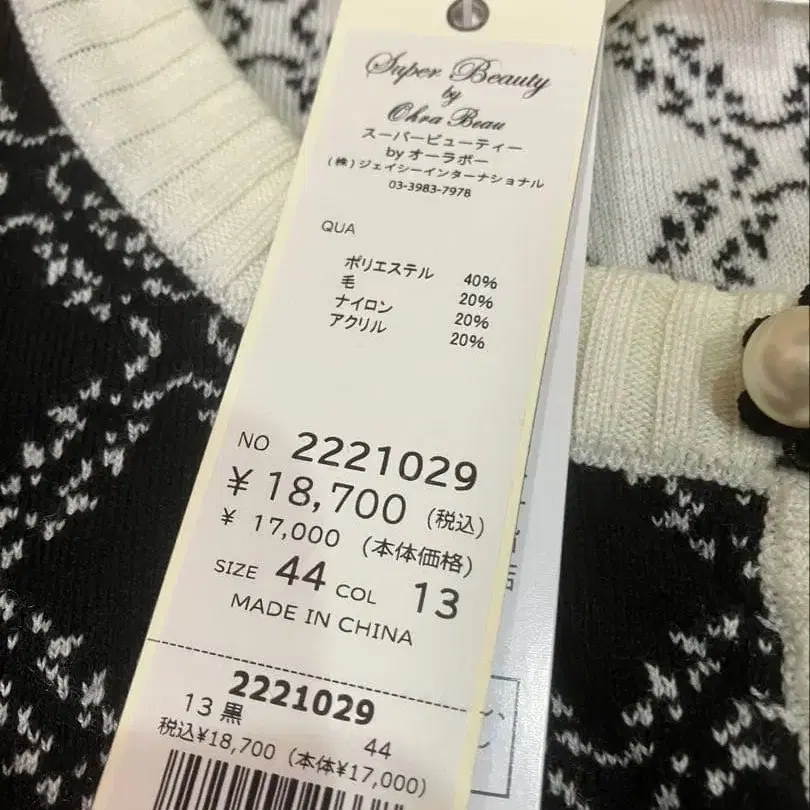 Super Beauty
by
Ohra Beau
スーパービューティー
by オーラボー
(株)ジェイシーインターナショナル
03-3983-7978
QUA
ポリエステル 40%
毛 20%
ナイロン 20%
アクリル 20%
NO 2221029
¥18,700 (税込)
¥ 17,000 (本体価格)
SIZE 44 COL 13
MADE IN CHINA
2221029
13 黒 44
税込¥18,700 (本体¥17,000)